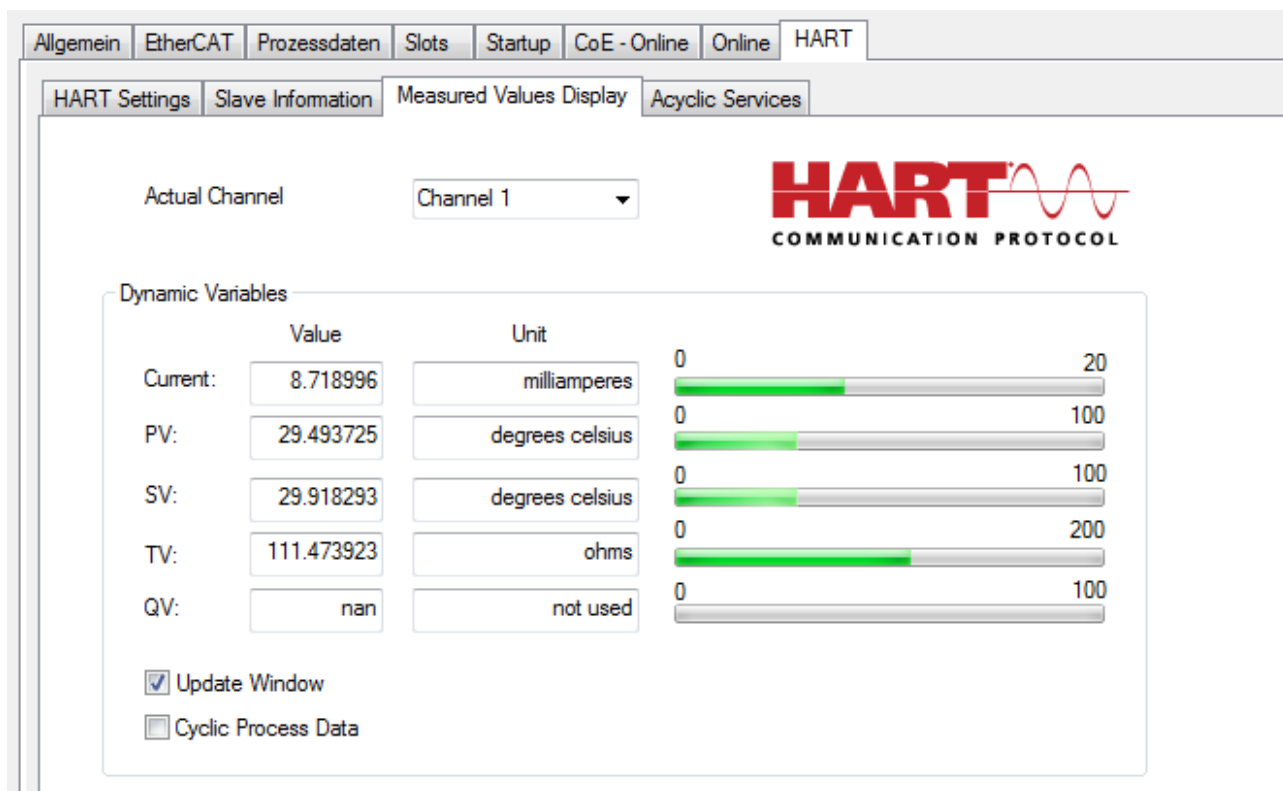 Allgemein EtherCAT Prozessdaten Slots Startup CoE - Online Online HART
HART Settings Slave Information Measured Values Display Acyclic Services
Actual Channel Channel 1
HART
COMMUNICATION PROTOCOL
Dynamic Variables
Value Unit
Current: 8.718996 milliamperes 0 20
PV: 29.493725 degrees celsius 0 100
SV: 29.918293 degrees celsius 0 100
TV: 111.473923 ohms 0 200
QV: nan not used 0 100
Update Window
Cyclic Process Data